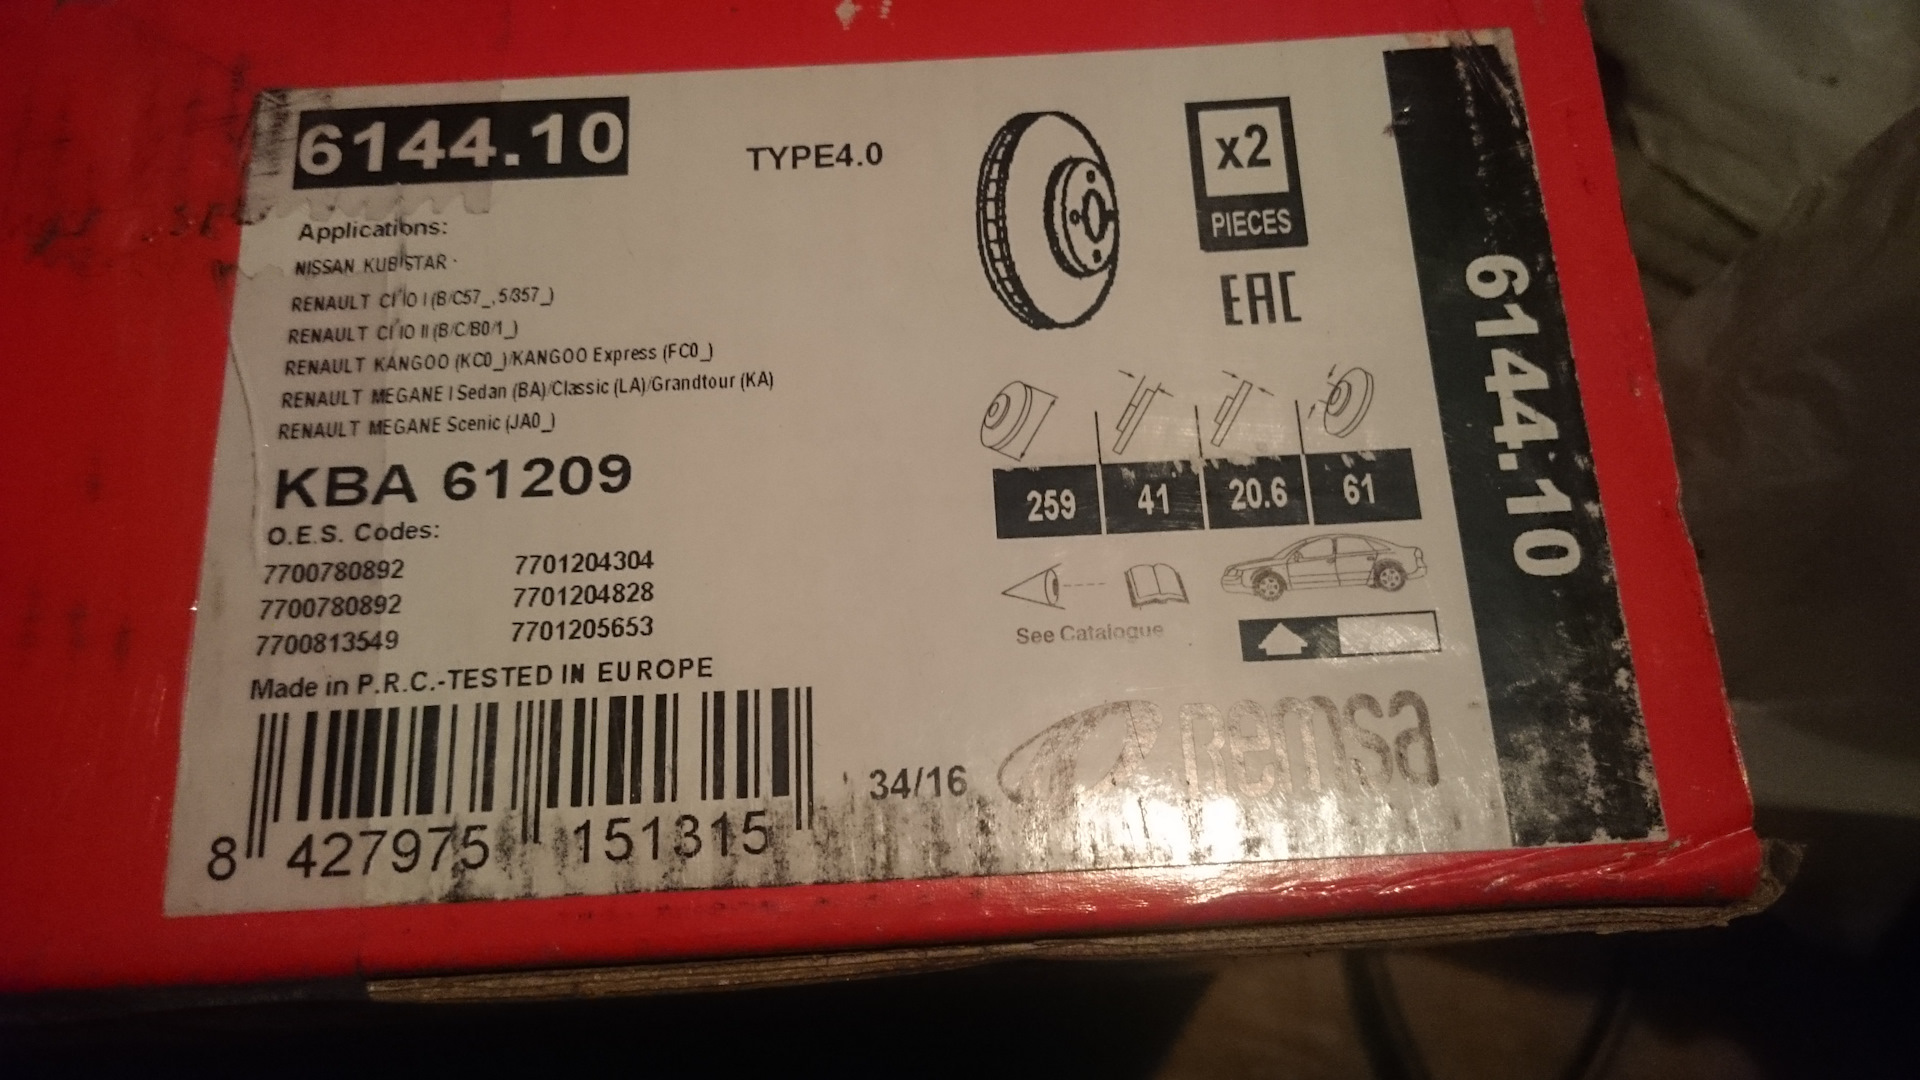 6144.10
TYPE4.0
x2
PIECES
EAC
Applications:
NISSAN KUBISTAR
RENAULT CLIO I (B/C57_, 5/357_)
RENAULT CLIO II (B/C/B0/1_)
RENAULT KANGOO (KC0_)/KANGOO Express (FC0_)
RENAULT MEGANE I Sedan (BA)/Classic (LA)/Grandtour (KA)
RENAULT MEGANE Scenic (JA0_)
KBA 61209
O.E.S. Codes:
7700780892 7701204304
7700780892 7701204828
7700813549 7701205653
Made in P.R.C.-TESTED IN EUROPE
8 427975 151315
34/16
259 41 20.6 61
See Catalogue
Remsa
6144.10